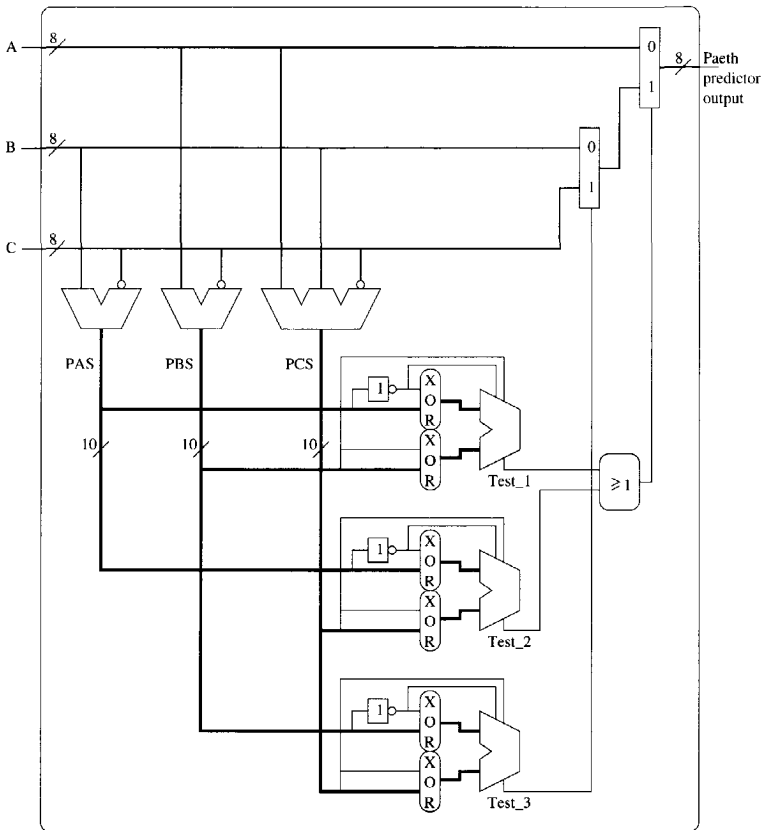 A
8
0
8
Paeth
predictor
output
1
B
8
0
1
C
8
PAS
PBS
PCS
1
X
O
R
10
10
10
X
O
R
Test_1
≥1
1
X
O
R
X
O
R
Test_2
1
X
O
R
X
O
R
Test_3